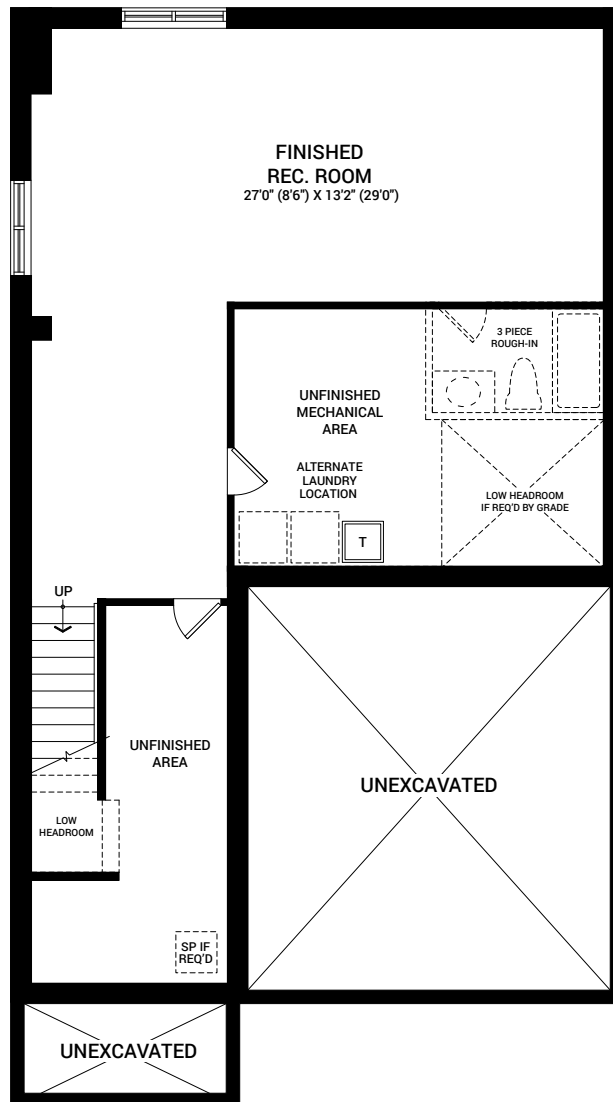 FINISHED
REC. ROOM
27'0" (8'6") X 13'2" (29'0")
3 PIECE
ROUGH-IN
UNFINISHED
MECHANICAL
AREA
ALTERNATE
LAUNDRY
LOCATION
LOW HEADROOM
IF REQ'D BY GRADE
T
UP
UNFINISHED
AREA
UNEXCAVATED
LOW
HEADROOM
SP IF
REQ'D
UNEXCAVATED